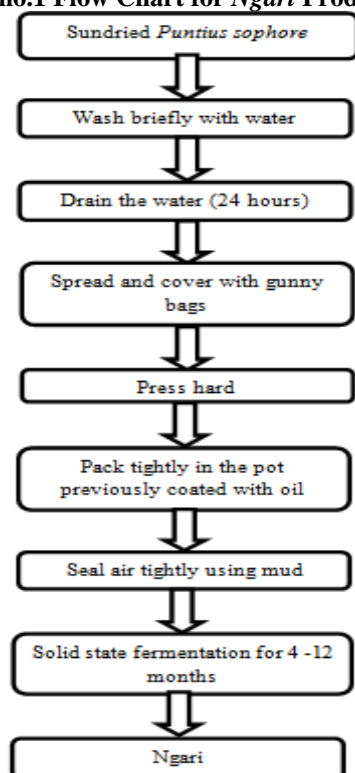 no.1 Flow Chart for Ngari Prod
Sundried Puntius sophore
Wash briefly with water
Drain the water (24 hours)
Spread and cover with gunny
bags
Press hard
Pack tightly in the pot
previously coated with oil
Seal air tightly using mud
Solid state fermentation for 4 -12
months
Ngari